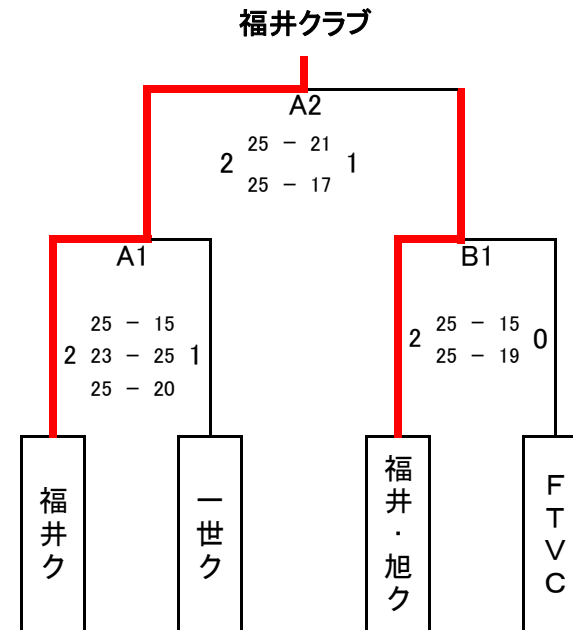 福井クラブ
A2
2 25 － 21 1
25 － 17
A1
25 － 15
2 23 － 25 1
25 － 20
B1
2 25 － 15 0
25 － 19
福井ク
一世ク
福井・旭ク
FTVC